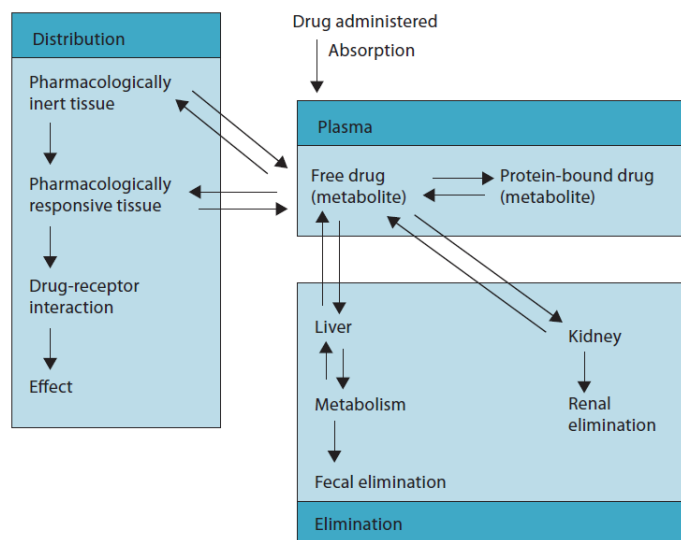 Drug administered
Absorption
Distribution
Pharmacologically
inert tissue
Pharmacologically
responsive tissue
Drug-receptor
interaction
Effect
Plasma
Free drug
(metabolite)
Protein-bound drug
(metabolite)
Liver
Metabolism
Fecal elimination
Kidney
Renal
elimination
Elimination